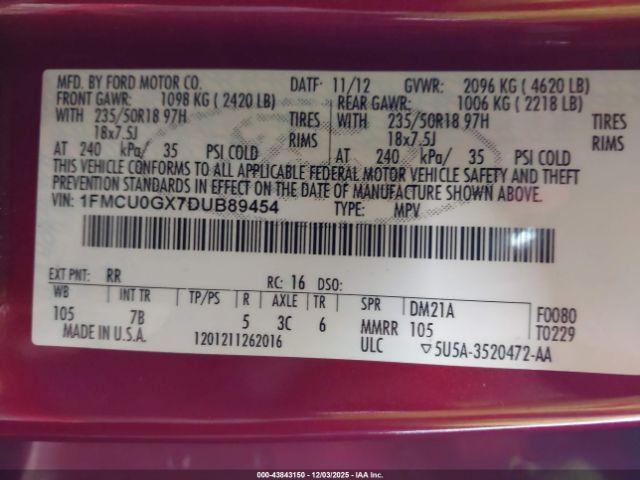 MFD. BY FORD MOTOR CO. DATE: 11/12 GVWR: 2096 KG ( 4620 LB)
FRONT GAWR: 1098 KG ( 2420 LB) REAR GAWR: 1006 KG ( 2218 LB)
WITH 235/50R18 97H TIRES WITH 235/50R18 97H TIRES
18x7.5J RIMS 18x7.5J RIMS
AT 240 kPa/ 35 PSI COLD AT 240 kPa/ 35 PSI COLD
THIS VEHICLE CONFORMS TO ALL APPLICABLE FEDERAL MOTOR VEHICLE SAFETY AND THEFT
PREVENTION STANDARDS IN EFFECT ON THE DATE OF MANUFACTURE SHOWN ABOVE.
VIN: 1FMCU0GX7DUB89454 TYPE: MPV
EXT PNT: RR RC: 16 DSO:
WB INT TR TP/PS R AXLE TR SPR DM21A F0080
105 7B 5 3C 6 MMRR 105 T0229
MADE IN U.S.A. 1201211262016 ULC ▽5U5A-3520472-AA
000-43843150 - 12/03/2025 - IAA Inc.